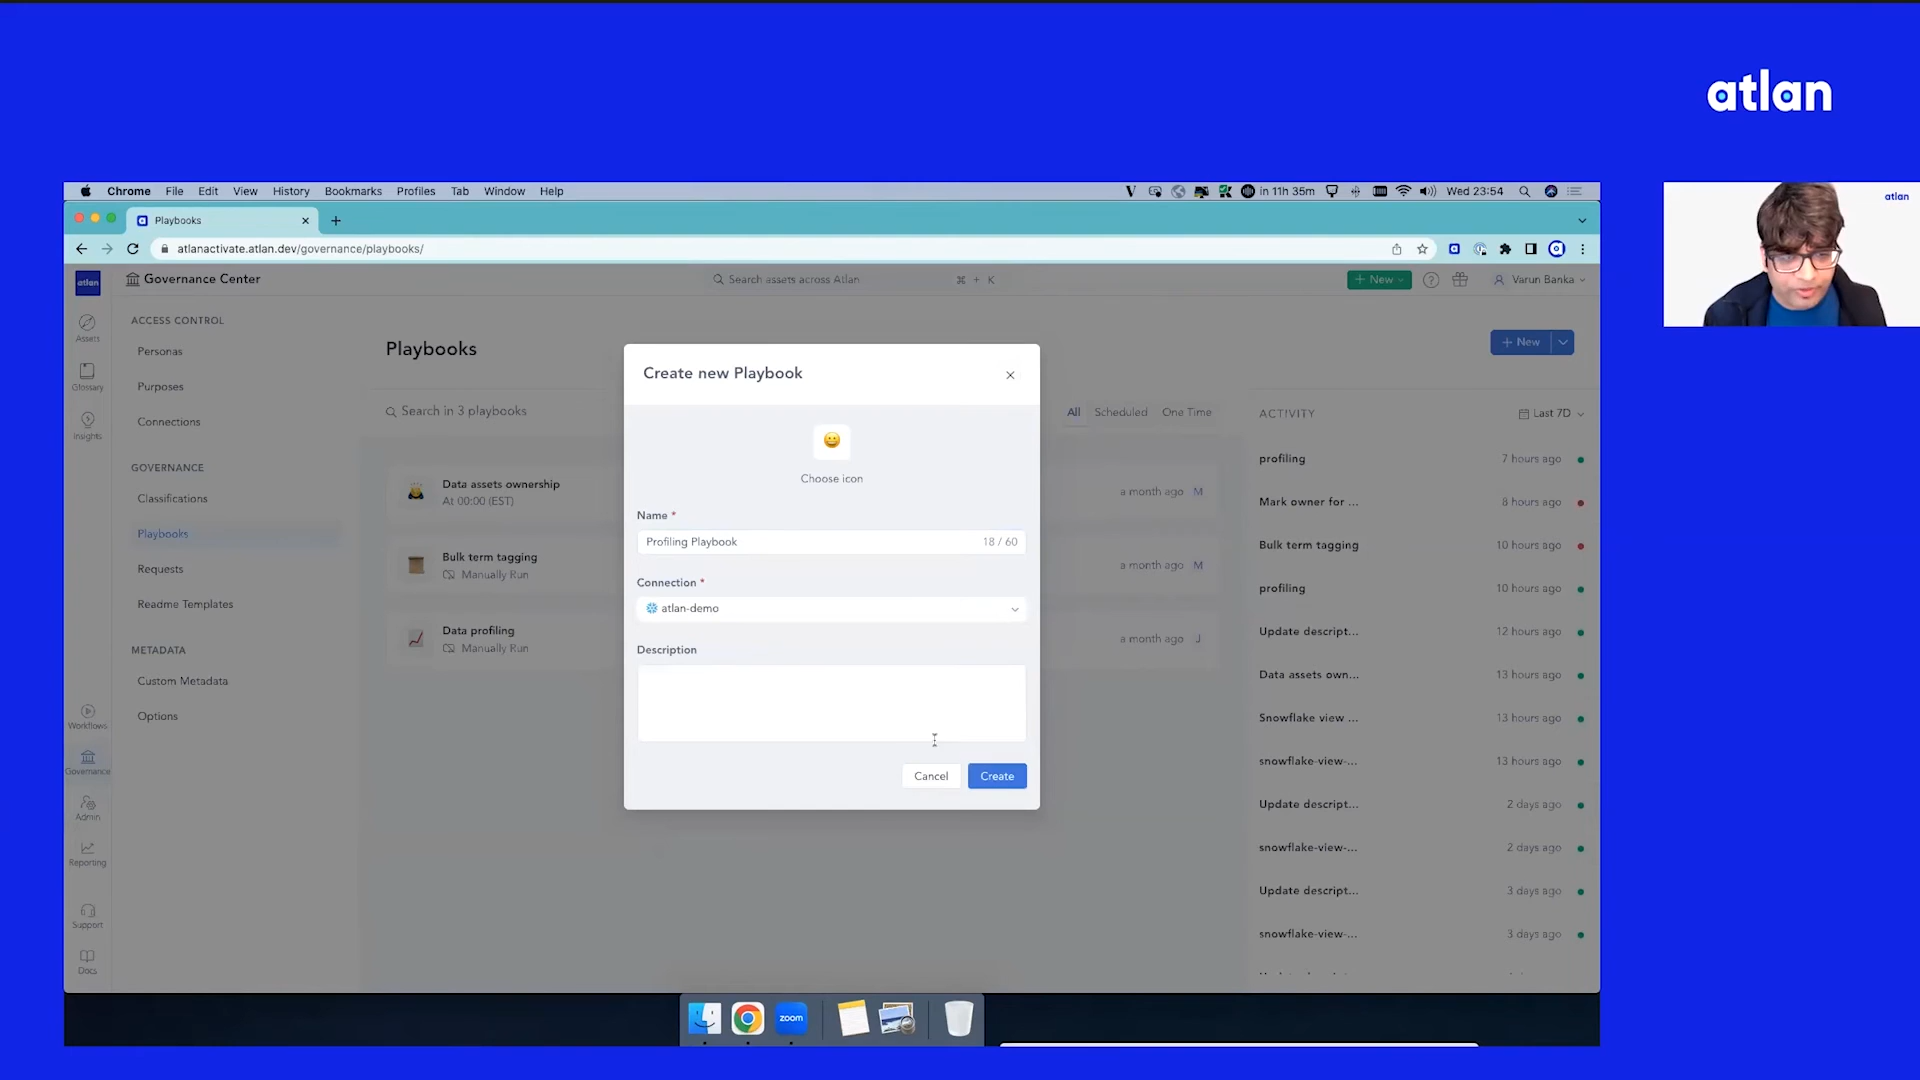 atlan
atlan
Chrome File Edit View History Bookmarks Profiles Tab Window Help
in 11h 35m
Wed 23:54
Playbooks
atlanactivate.atlan.dev/governance/playbooks/
atlan
Governance Center
Search assets across Atlan
⌘ + K
+ New
Varun Banka
Assets
Glossary
Insights
Workflows
Governance
Admin
Reporting
Support
Docs
ACCESS CONTROL
Personas
Purposes
Connections
GOVERNANCE
Classifications
Playbooks
Requests
Readme Templates
METADATA
Custom Metadata
Options
Playbooks
+ New
Search in 3 playbooks
All Scheduled One Time
Data assets ownership
At 00:00 (EST)
a month ago M
Bulk term tagging
Manually Run
a month ago M
Data profiling
Manually Run
a month ago J
Create new Playbook
Choose icon
Name *
Profiling Playbook
18 / 60
Connection *
atlan-demo
Description
Cancel
Create
ACTIVITY
Last 7D
profiling 7 hours ago
Mark owner for ... 8 hours ago
Bulk term tagging 10 hours ago
profiling 10 hours ago
Update descript... 12 hours ago
Data assets own... 13 hours ago
Snowflake view ... 13 hours ago
snowflake-view-... 13 hours ago
Update descript... 2 days ago
snowflake-view-... 2 days ago
Update descript... 3 days ago
snowflake-view-... 3 days ago
zoom